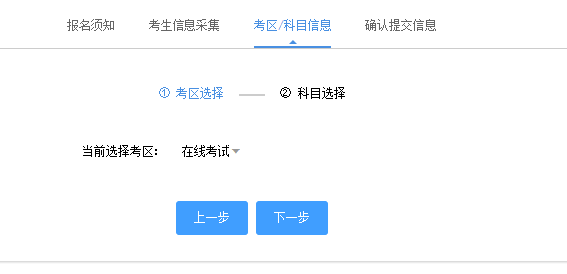 报名须知 考生信息采集 考区/科目信息 确认提交信息
① 考区选择 ② 科目选择
当前选择考区： 在线考试
上一步 下一步